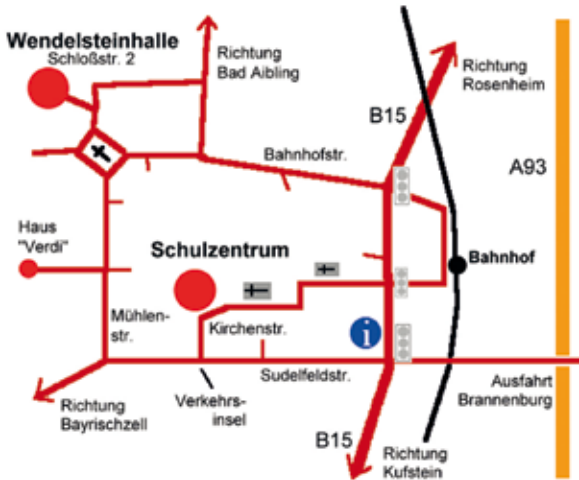 Wendelsteinhalle
Schloßstr. 2
Richtung
Bad Aibling
Richtung
Rosenheim
B15
Bahnhofstr.
A93
Haus
"Verdi"
Schulzentrum
Bahnhof
Mühlen-
str.
Kirchenstr.
i
Sudelfeldstr.
Ausfahrt
Brannenburg
Richtung
Bayrischzell
Verkehrs-
insel
B15
Richtung
Kufstein